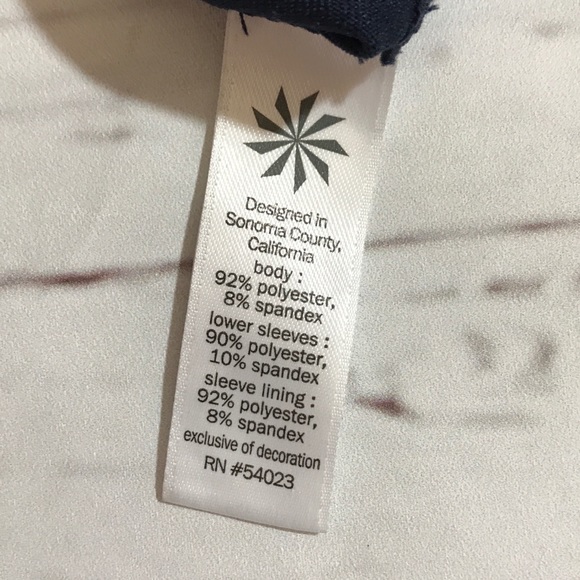 Designed in
Sonoma County,
California
body :
92% polyester,
8% spandex
lower sleeves :
90% polyester,
10% spandex
sleeve lining :
92% polyester,
8% spandex
exclusive of decoration
RN #54023